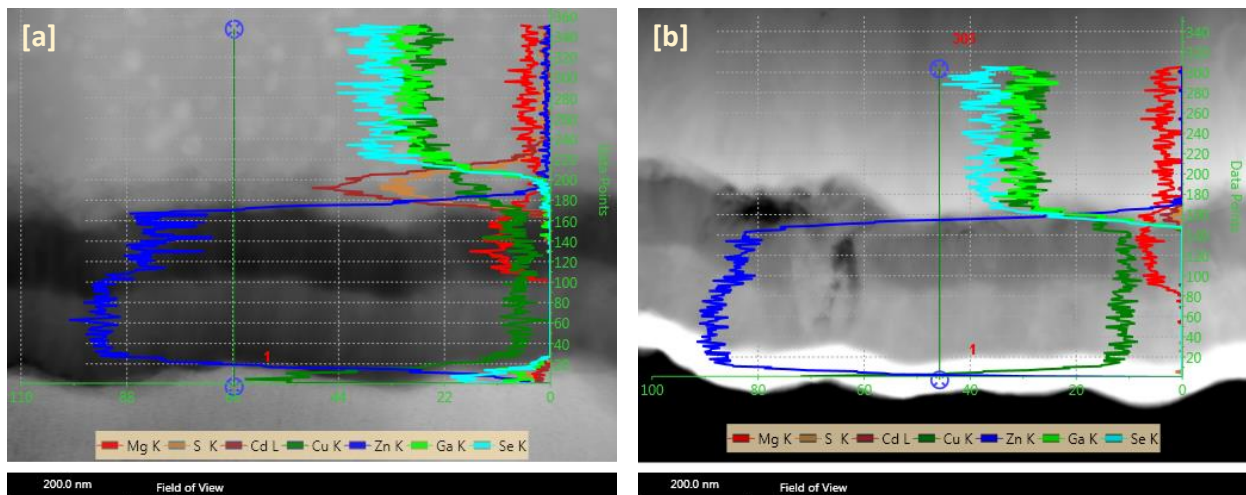 [a]
360
340
320
300
280
260
240
220
200
180
160
140
120
100
80
60
40
20
Data Points
1
110
88
66
44
22
0
Mg K
S K
Cd L
Cu K
Zn K
Ga K
Se K
200.0 nm
Field of View
[b]
303
340
320
300
280
260
240
220
200
180
160
140
120
100
80
60
40
20
Data Points
1
100
80
60
40
20
0
Mg K
S K
Cd L
Cu K
Zn K
Ga K
Se K
200.0 nm
Field of View